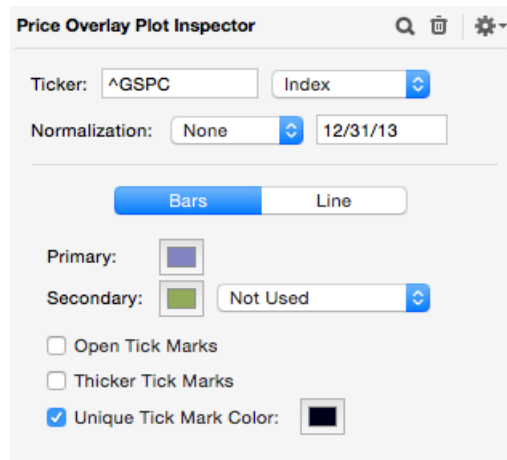 Price Overlay Plot Inspector
Ticker: ^GSPC Index
Normalization: None 12/31/13
Bars Line
Primary:
Secondary: Not Used
Open Tick Marks
Thicker Tick Marks
Unique Tick Mark Color: